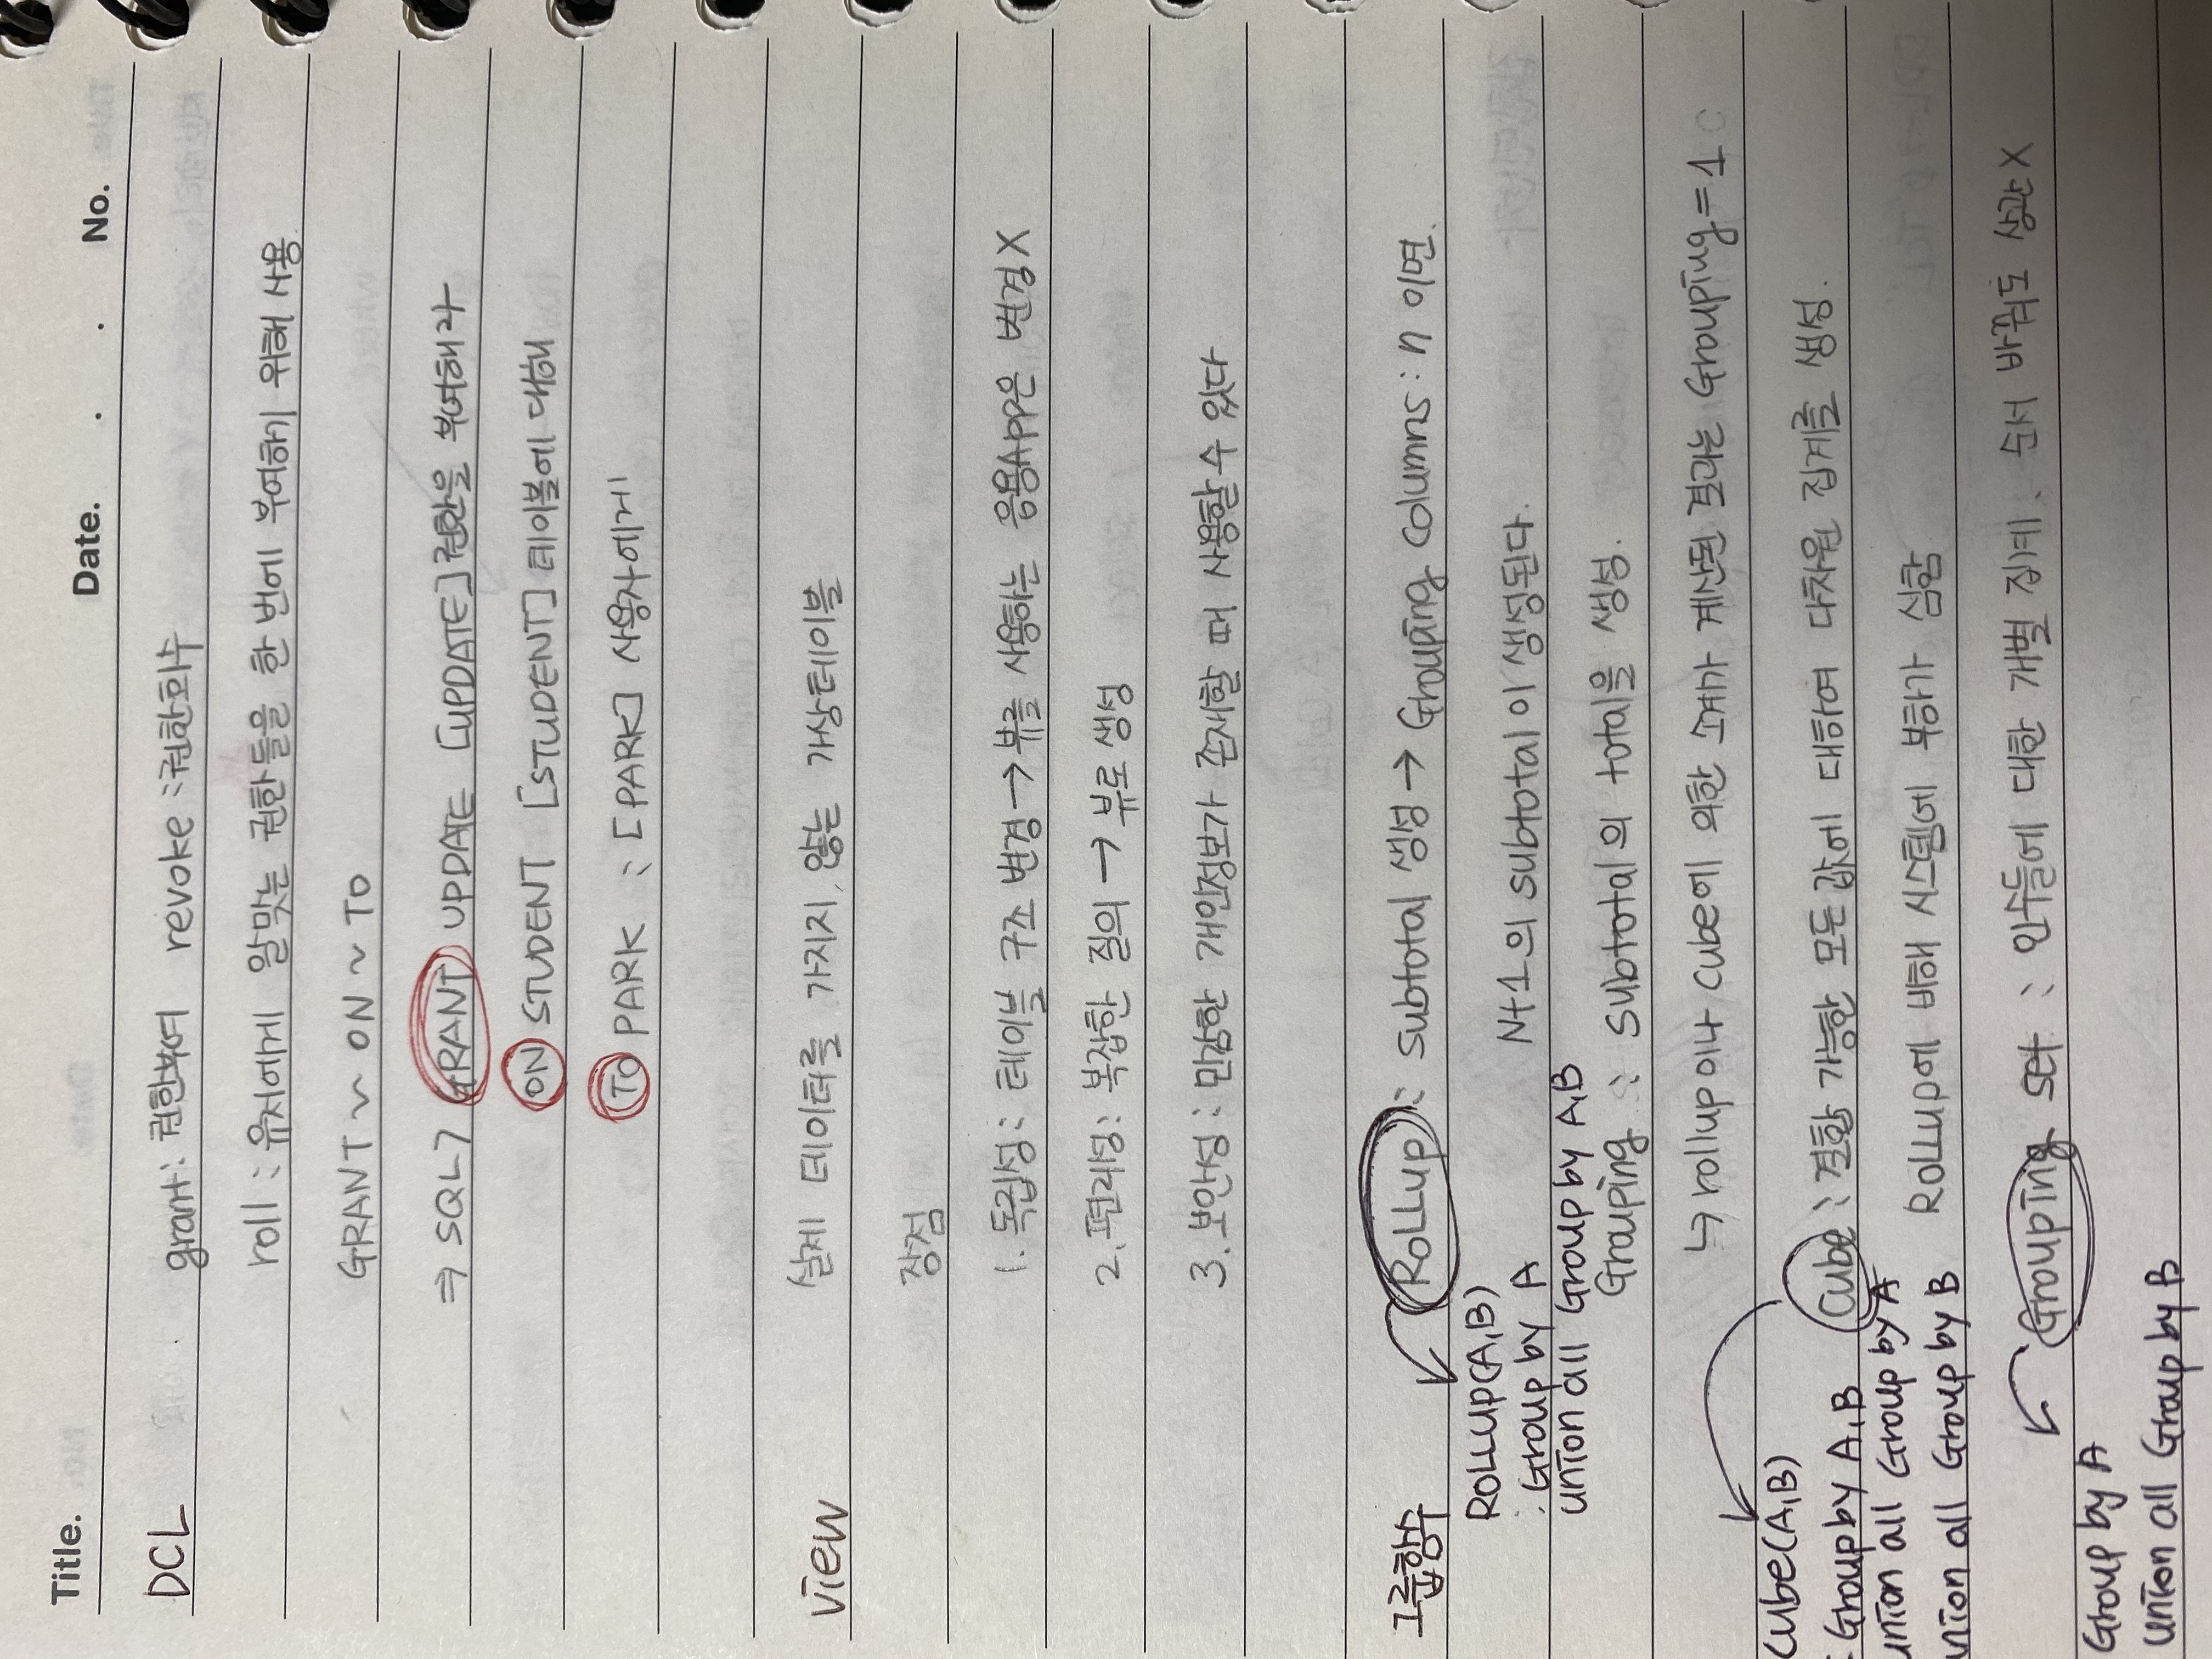 Title.
Date. . . No.
DCL grant: 권한부여 revoke: 권한회수
roll : 유저에게 알맞는 권한들을 한 번에 부여하기 위해 사용.
GRANT ~ ON ~ TO
⇒ SQL> GRANT UPDATE [UPDATE] 권한을 부여해라
ON STUDENT [STUDENT] 테이블에 대해
TO PARK : [PARK] 사용자에게
view 실제 데이터를 가지지 않는 가상테이블
장점
1. 독립성: 테이블 구조 변경 → 뷰를 사용하는 응용App은 변경 X
2. 편리성: 복잡한 질의 → 뷰로 생성
3. 보안성: 민감한 개인정보가 존재할 때 사용할 수 있다
그룹함수 Rollup : subtotal 생성 → Grouping columns : n 이면.
ROLLUP(A,B)
: Group by A
N+1의 subtotal이 생성된다.
union all Group by A,B
Grouping : subtotal의 total을 생성.
↳ rollup이나 cube에 의한 소계가 계산된 결과는 Grouping = 1
Cube(A,B)
: Group by A,B
Cube : 결합 가능한 모든 값에 대하여 다차원 집계를 생성.
union all Group by A
Rollup에 비해 시스템에 부하가 심함
union all Group by B
Grouping set : 인수들에 대한 개별 집계. 순서 바꿔도 상관 X
Group by A
union all Group by B